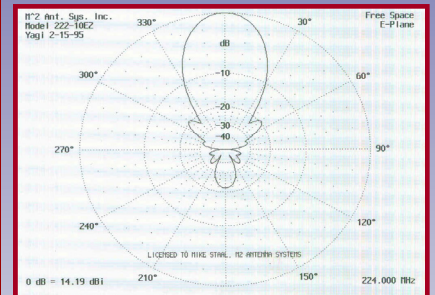 M^2 Ant. Sys. Inc.
Model 222-10EZ
Yagi 2-15-95
Free Space
E-Plane
330°
30°
dB
300°
-10
60°
-20
-30
-40
270°
90°
240°
120°
LICENSED TO MIKE STAAL, M2 ANTENNA SYSTEMS
210°
150°
0 dB = 14.19 dBi
224.000 MHz